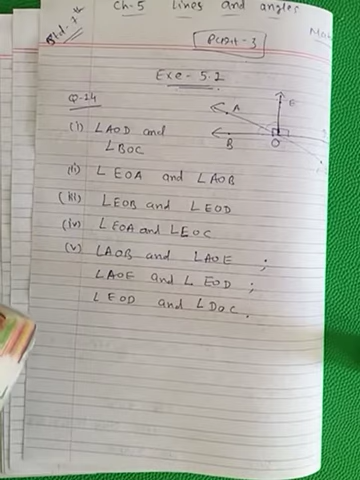 Ch-5 Lines and angles
Part-3
Exe-5.2
Q-14
A
E
(i) ∠AOD and
∠BOC
B
O
(ii) ∠EOA and ∠AOB
(iii) ∠EOB and ∠EOD
(iv) ∠EOA and ∠EOC
(v) ∠AOB and ∠AOE ;
∠AOE and ∠EOD ;
∠EOD and ∠DOC.